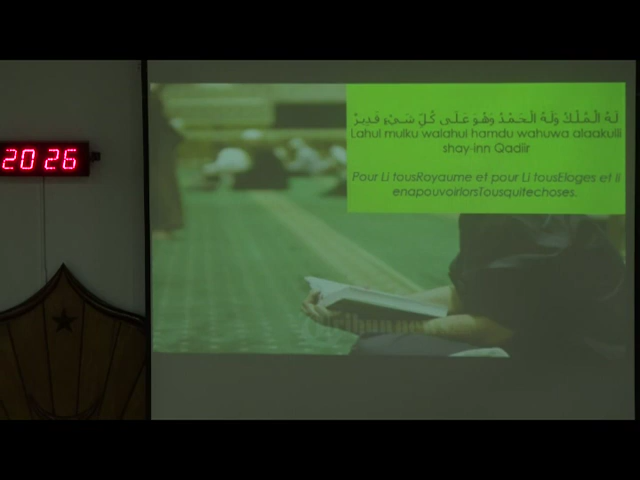 20 26
لَهُ الْمُلْكُ وَلَهُ الْحَمْدُ وَهُوَ عَلَى كُلِّ شَيْءٍ قَدِيرٌ
Lahul mulku walahul hamdu wahuwa alaakulli
shay-inn Qadiir
Pour Li tousRoyaume et pour Li tousEloges et Il
enapouvoirlorsTousquitechoses.